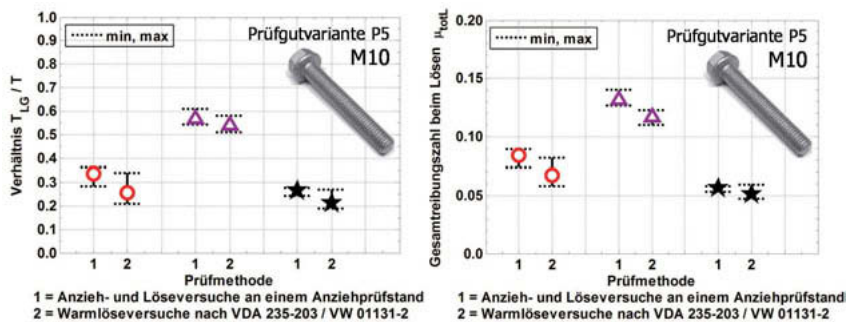 Verhältnis T_LG / T
1.0
0.9
0.8
0.7
0.6
0.5
0.4
0.3
0.2
0.1
0.0
min, max
Prüfgutvariante P5
M10
1 2 1 2 1 2
Prüfmethode
1 = Anzieh- und Löseversuche an einem Anziehprüfstand
2 = Warmlöseversuche nach VDA 235-203 / VW 01131-2
Gesamtreibungszahl beim Lösen μ_totL
0.20
0.15
0.10
0.05
0.00
min, max
Prüfgutvariante P5
M10
1 2 1 2 1 2
Prüfmethode
1 = Anzieh- und Löseversuche an einem Anziehprüfstand
2 = Warmlöseversuche nach VDA 235-203 / VW 01131-2